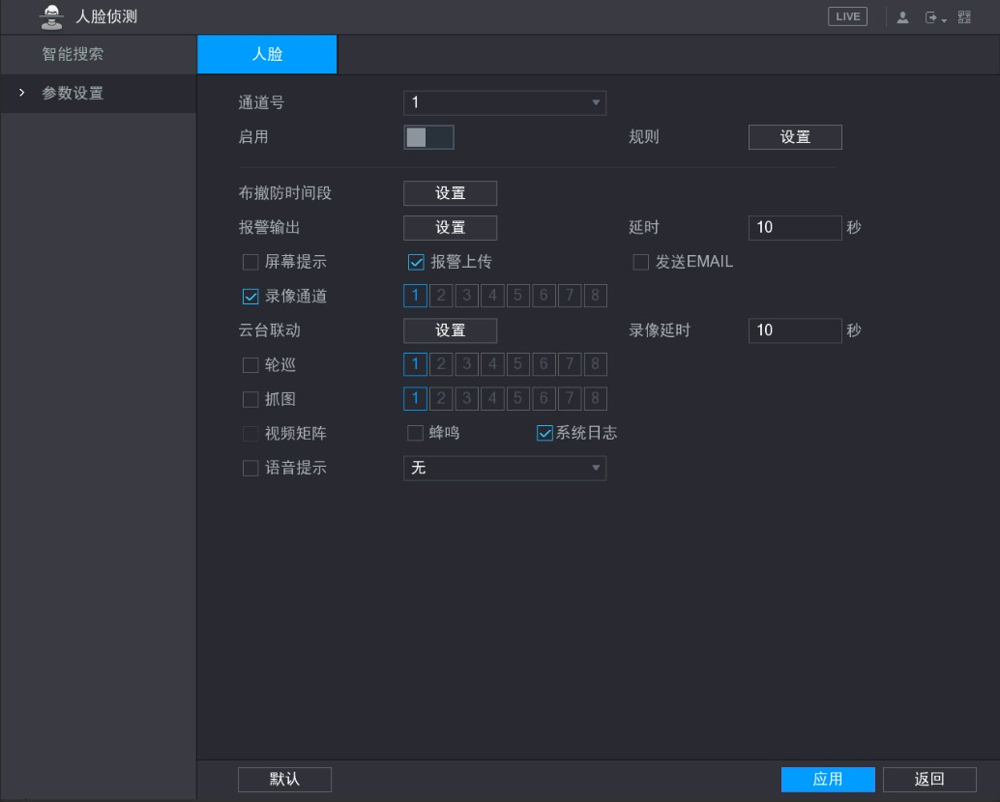 人脸侦测 LIVE
智能搜索 人脸
参数设置
通道号 1
启用 规则 设置
布撤防时间段 设置
报警输出 设置 延时 10 秒
屏幕提示 报警上传 发送EMAIL
录像通道 1 2 3 4 5 6 7 8
云台联动 设置 录像延时 10 秒
轮巡 1 2 3 4 5 6 7 8
抓图 1 2 3 4 5 6 7 8
视频矩阵 蜂鸣 系统日志
语音提示 无
默认 应用 返回